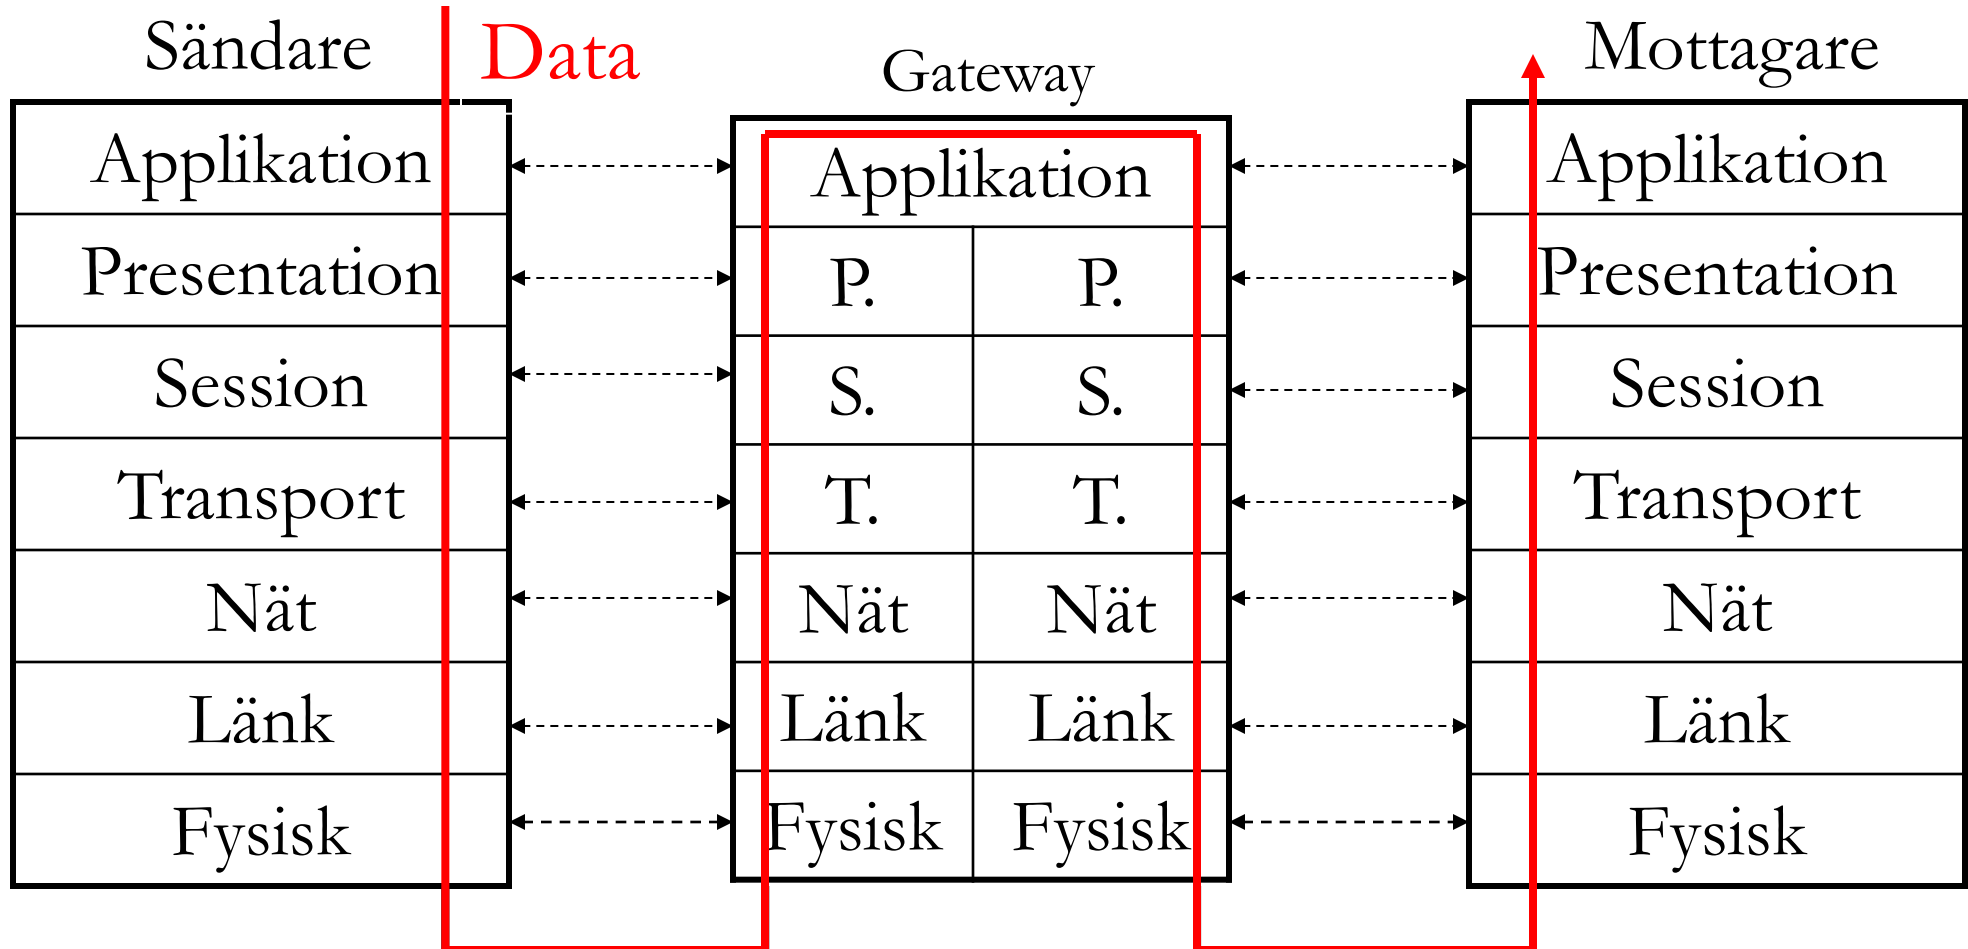 Sändare
Data
Gateway
Mottagare
Applikation
Presentation
Session
Transport
Nät
Länk
Fysisk
Applikation
P. P.
S. S.
T. T.
Nät Nät
Länk Länk
Fysisk Fysisk
Applikation
Presentation
Session
Transport
Nät
Länk
Fysisk